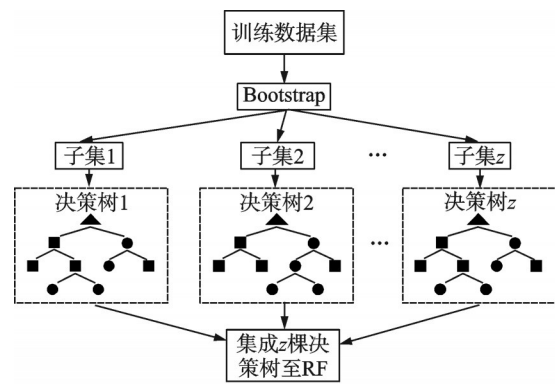 训练数据集
Bootstrap
子集1
子集2
…
子集z
决策树1
决策树2
…
决策树z
集成z棵决
策树至RF